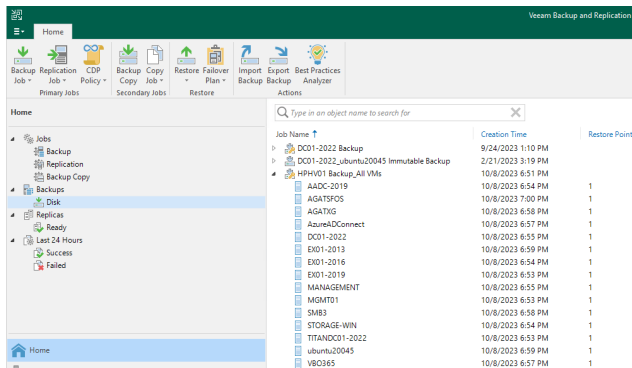 Veeam Backup and Replication
Home
Backup Job
Replication Job
CDP Policy
Backup Copy
Copy Job
Restore
Failover Plan
Import Backup
Export Backup
Best Practices Analyzer
Primary Jobs
Secondary Jobs
Restore
Actions
Home
Jobs
Backup
Replication
Backup Copy
Backups
Disk
Replicas
Ready
Last 24 Hours
Success
Failed
Home
Type in an object name to search for
Job Name Creation Time Restore Point
DC01-2022 Backup 9/24/2023 1:10 PM
DC01-2022_ubuntu20045 Immutable Backup 2/21/2023 3:19 PM
HPHV01 Backup_All VMs 10/8/2023 6:51 PM
AADC-2019 10/8/2023 6:54 PM 1
AGATSFOS 10/8/2023 7:00 PM 1
AGATXG 10/8/2023 6:58 PM 1
AzureADConnect 10/8/2023 6:57 PM 1
DC01-2022 10/8/2023 6:55 PM 1
EX01-2013 10/8/2023 6:59 PM 1
EX01-2016 10/8/2023 6:54 PM 1
EX01-2019 10/8/2023 6:53 PM 1
MANAGEMENT 10/8/2023 6:55 PM 1
MGMT01 10/8/2023 6:53 PM 1
SMB3 10/8/2023 6:58 PM 1
STORAGE-WIN 10/8/2023 6:54 PM 1
TITANDC01-2022 10/8/2023 6:53 PM 1
ubuntu20045 10/8/2023 6:59 PM 1
VBO365 10/8/2023 6:57 PM 1